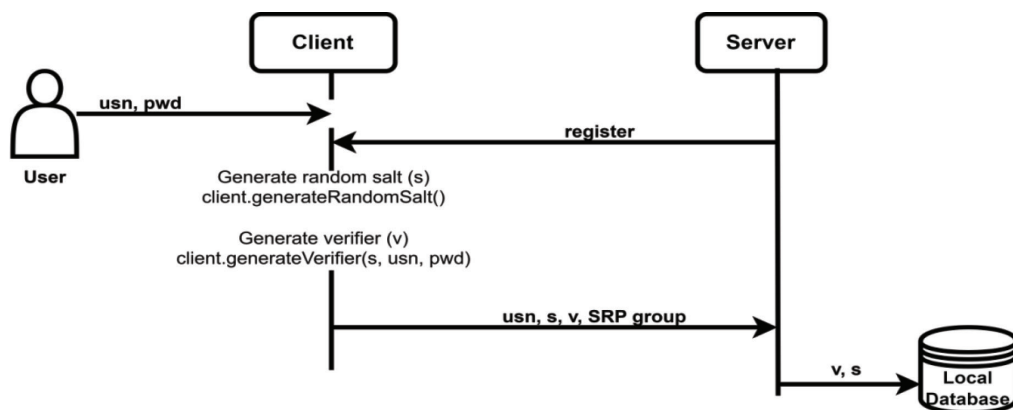 Client
Server
usn, pwd
register
User
Generate random salt (s)
client.generateRandomSalt()
Generate verifier (v)
client.generateVerifier(s, usn, pwd)
usn, s, v, SRP group
v, s
Local
Database